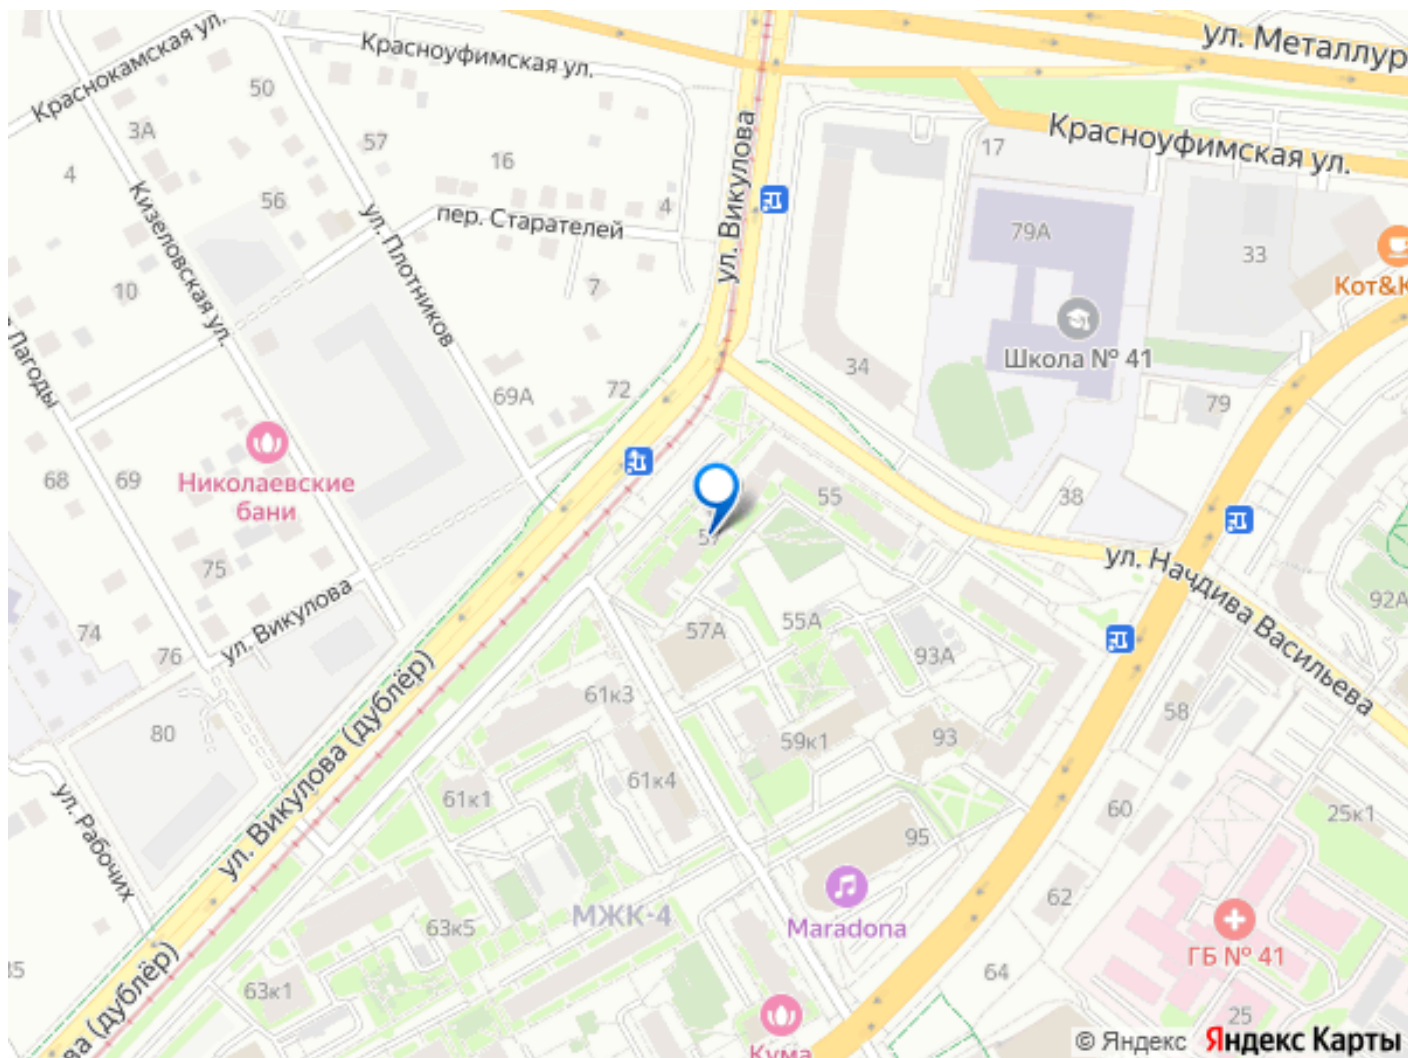 Краснокамская ул.
Красноуфимская ул.
ул. Металлур
50
3А
57
16
4
4
56
пер. Старателей
Кизеловская ул.
ул. Плотников
ул. Викулова
17
Красноуфимская ул.
79А
33
Кот&К
10
7
Пагоды
Школа № 41
34
79
69А
72
68
69
Николаевские
бани
55
38
57
ул. Начдива Васильева
75
ул. Викулова
92А
74
76
57А
55А
93А
80
61к3
59к1
93
58
ул. Викулова (дублёр)
61к4
61к1
60
25к1
ул. Рабочих
95
62
Maradona
МЖК-4
63к5
ГБ № 41
64
35
63к1
25
ва (дублёр)
Кума
© Яндекс Яндекс Карты